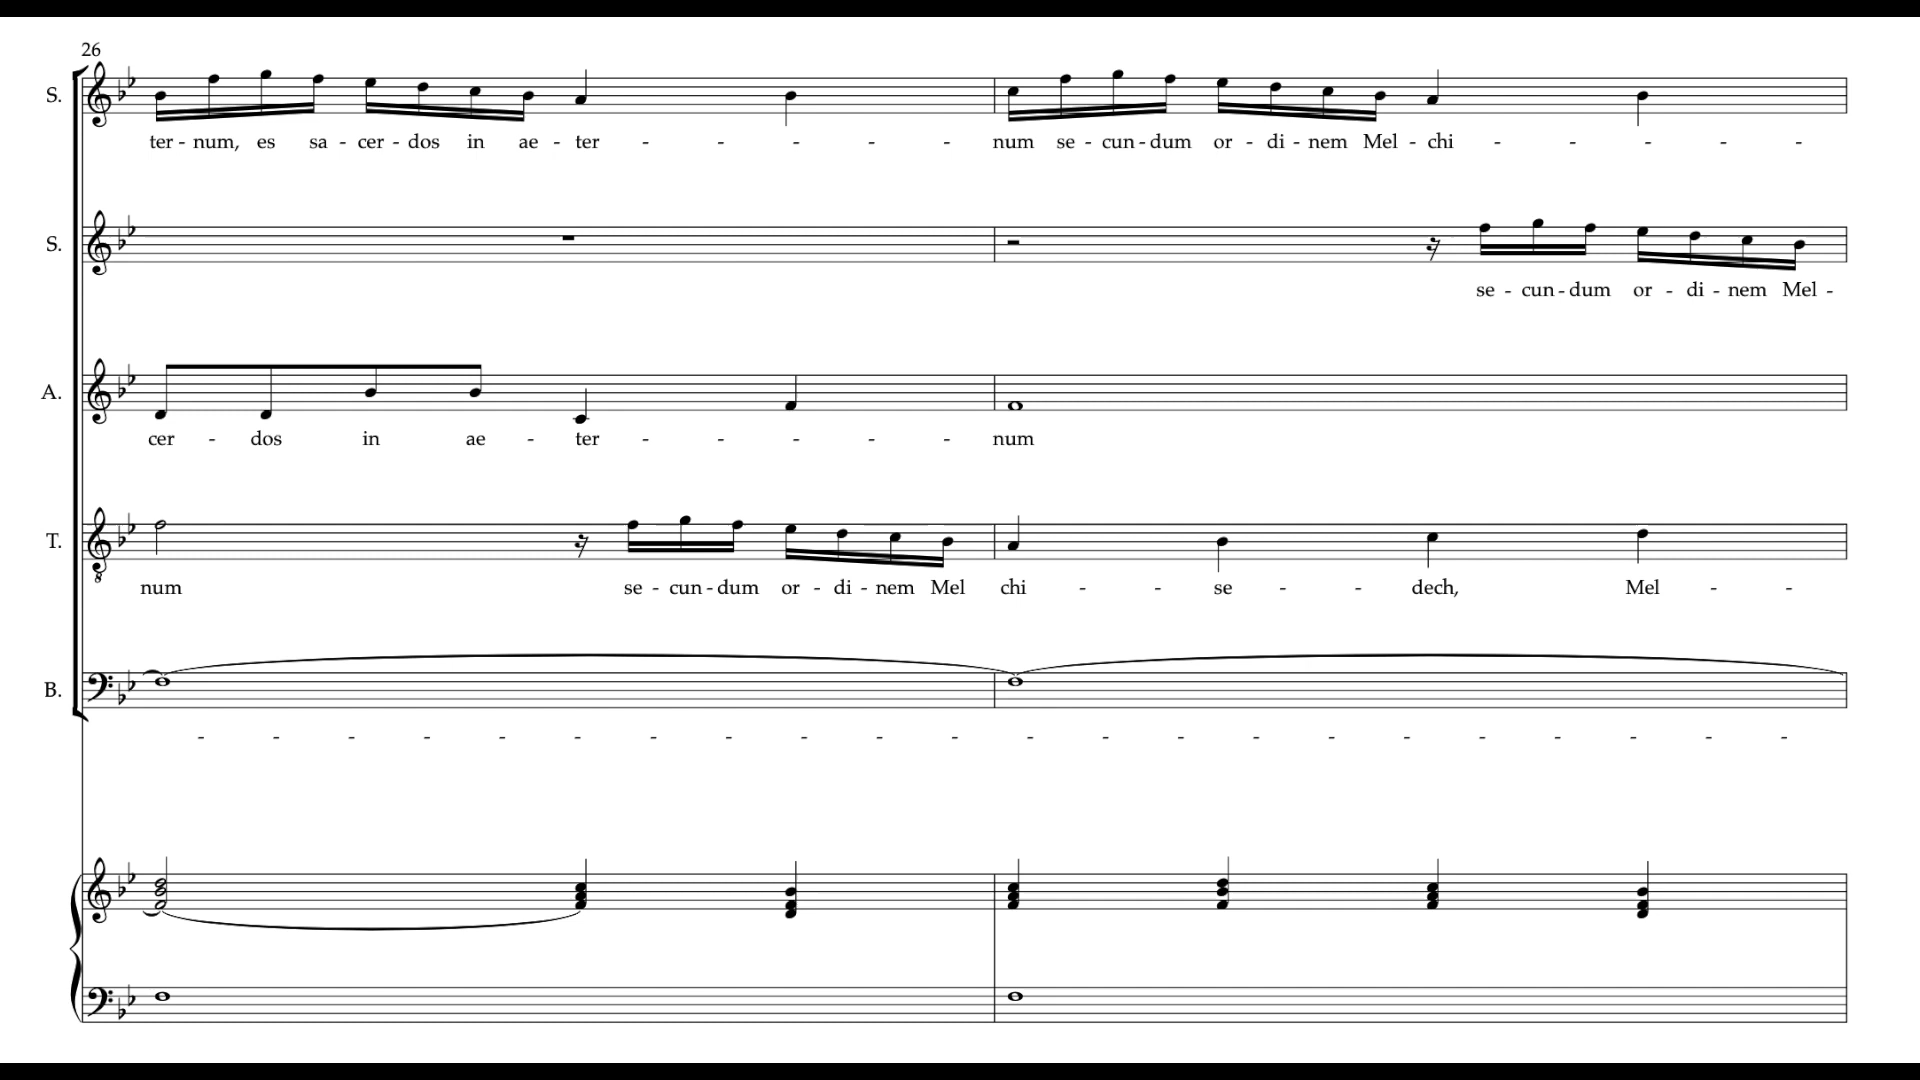 26
S.
ter - num, es sa - cer - dos in ae - ter - - - - - num se - cun - dum or - di - nem Mel - chi - - - - -
S.
se - cun - dum or - di - nem Mel -
A.
cer - dos in ae - ter - - - - - num
T.
num se - cun - dum or - di - nem Mel chi - - se - - dech, Mel - -
B.
- - - - - - - - - - - - - - - - - - - - - -